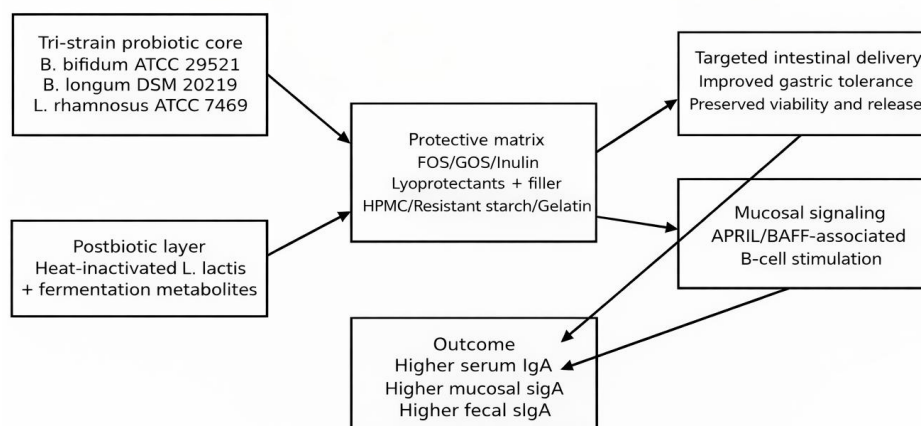 Tri-strain probiotic core
B. bifidum ATCC 29521
B. longum DSM 20219
L. rhamnosus ATCC 7469
Postbiotic layer
Heat-inactivated L. lactis
+ fermentation metabolites
Protective matrix
FOS/GOS/Inulin
Lyoprotectants + filler
HPMC/Resistant starch/Gelatin
Targeted intestinal delivery
Improved gastric tolerance
Preserved viability and release
Mucosal signaling
APRIL/BAFF-associated
B-cell stimulation
Outcome
Higher serum IgA
Higher mucosal sigA
Higher fecal slgA